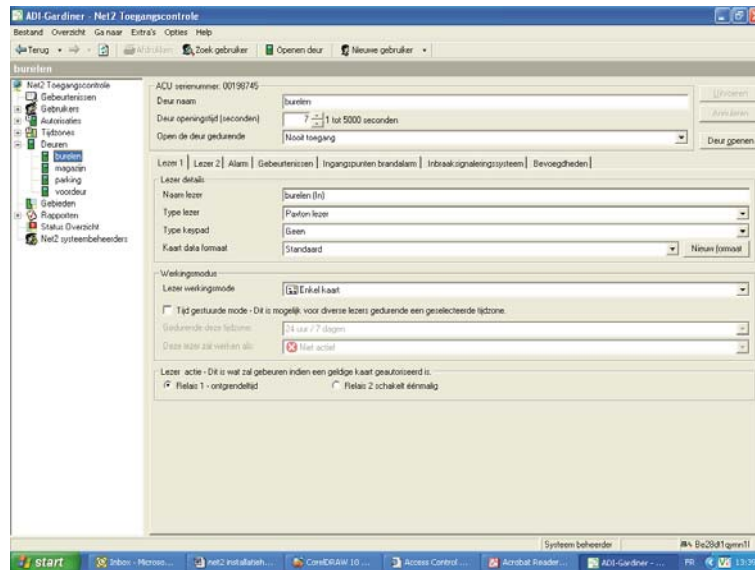 ADI-Gardiner - Net2 Toegangscontrole
Bestand Overzicht Ga naar Extra's Opties Help
Terug Afdrukken Zoek gebruiker Openen deur Nieuwe gebruiker
burelen
Net2 Toegangscontrole
Gebeurtenissen
Gebruikers
Autorisaties
Tijdzones
Deuren
burelen
magazijn
parking
voordeur
Gebieden
Rapporten
Status Overzicht
Net2 systeembeheerders
ACU serienummer: 00198745
Deur naam burelen
Deur openingstijd (seconden) 7 1 tot 5000 seconden
Open de deur gedurende Nooit toegang
Uitvoeren
Annuleren
Deur openen
Lezer 1 Lezer 2 Alarm Gebeurtenissen Ingangspunten brandalarm Inbraaksignaleringssysteem Bevoegdheden
Lezer details
Naam lezer burelen (In)
Type lezer Paxton lezer
Type keypad Geen
Kaart data formaat Standaard Nieuw formaat
Werkingsmodus
Lezer werkingsmode Enkel kaart
Tijd gestuurde mode - Dit is mogelijk voor diverse lezers gedurende een geselecteerde tijdzone.
Gedurende deze tijdzone: 24 uur / 7 dagen
Deze lezer zal werken als: Niet actief
Lezer actie - Dit is wat zal gebeuren indien een geldige kaart geautoriseerd is.
Relais 1 - ontgrendeltijd Relais 2 schakelt éénmalig
Systeem beheerder
start Inbox - Microso... net2 installatieh... CorelDRAW 10 ... Access Control ... Acrobat Reader... ADI-Gardiner - ... FR